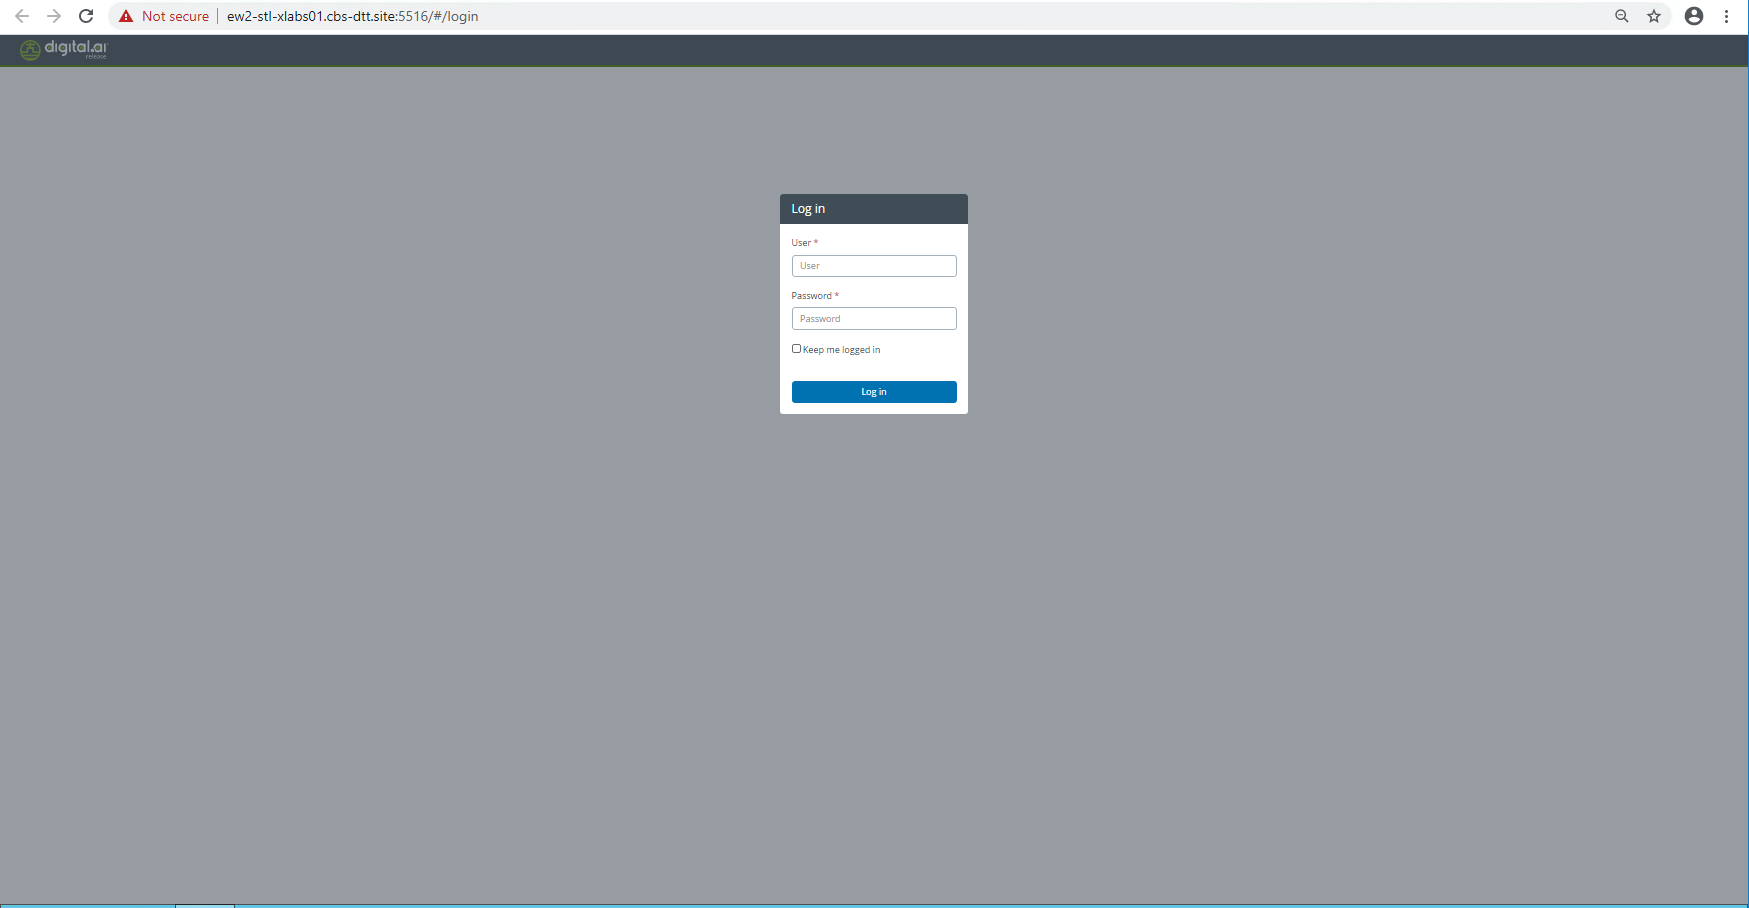 Not secure
ew2-stl-xlabs01.cbs-dtt.site:5516/#/login
digital.ai
release
Log in
User *
User
Password *
Password
Keep me logged in
Log in